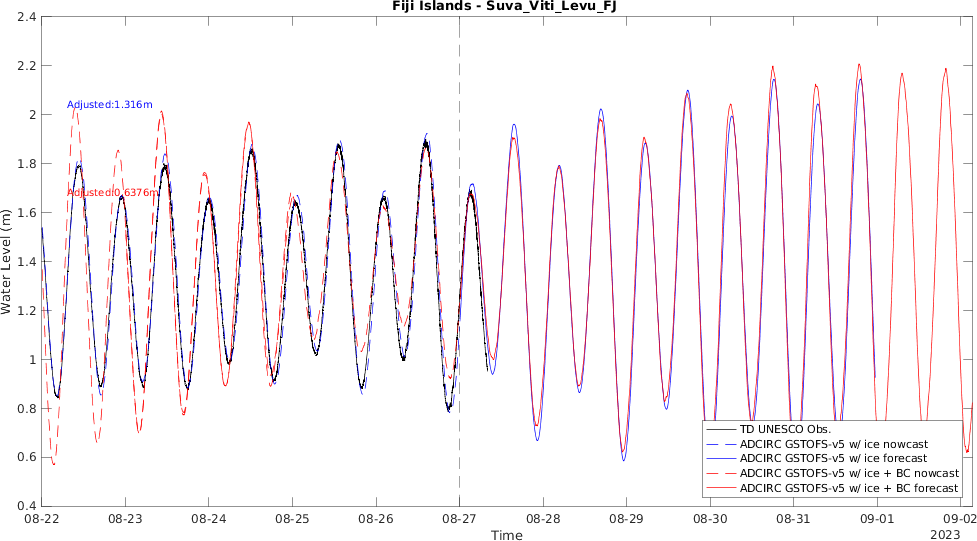 Fiji Islands - Suva_Viti_Levu_FJ
2.4
2.2
2
1.8
1.6
1.4
1.2
1
0.8
0.6
0.4
Water Level (m)
Adjusted:1.316m
Adjusted:0.6376m
TD UNESCO Obs.
ADCIRC GSTOFS-v5 w/ ice nowcast
ADCIRC GSTOFS-v5 w/ ice forecast
ADCIRC GSTOFS-v5 w/ ice + BC nowcast
ADCIRC GSTOFS-v5 w/ ice + BC forecast
08-22 08-23 08-24 08-25 08-26 08-27 08-28 08-29 08-30 08-31 09-01 09-02
2023
Time